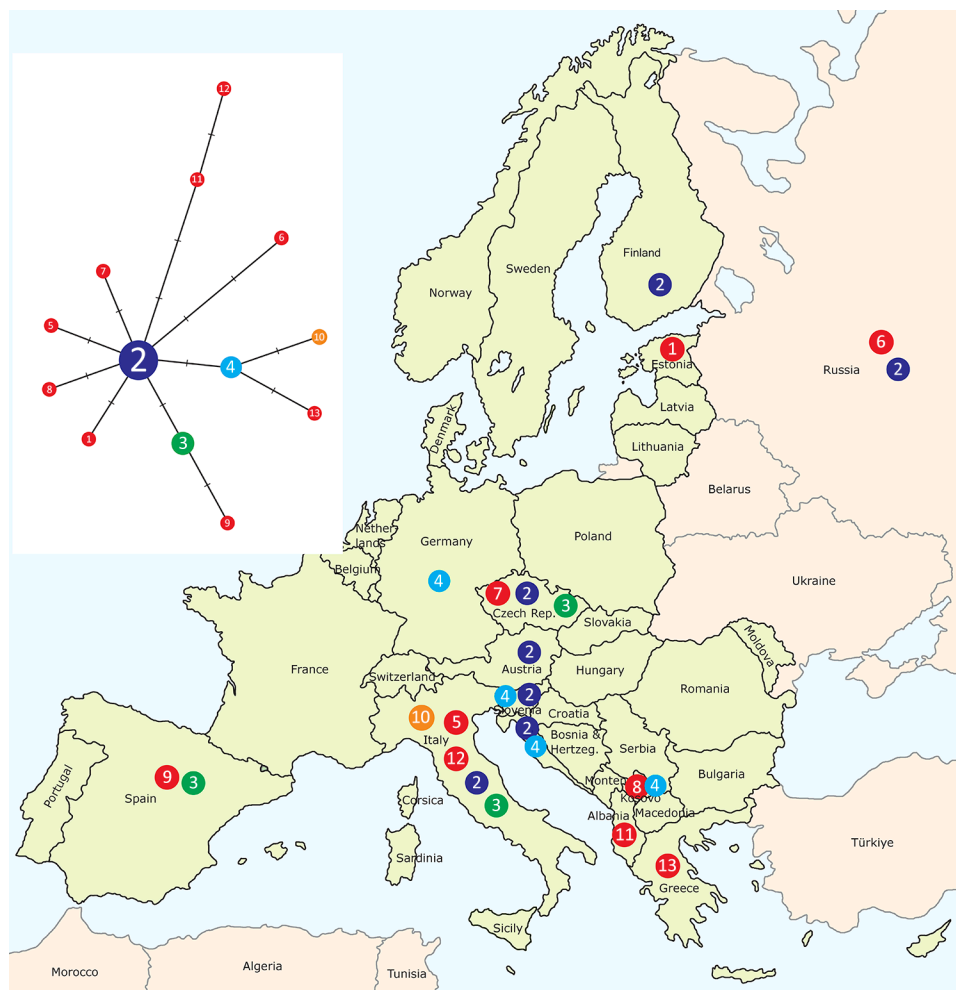 12
11
6
7
5
10
2
4
8
13
1
3
9
Finland
2
Sweden
Norway
1
Estonia
6
Russia
2
Latvia
Denmark
Lithuania
Belarus
Nether-
lands
Germany
Poland
Belgium
4
Ukraine
7
2
3
Czech Rep.
Slovakia
2
Austria
Moldova
France
Switzerland
Hungary
Romania
4
2
Slovenia
Croatia
10
5
2
Italy
4
Bosnia &
Hertzeg.
Serbia
12
Bulgaria
9
3
Spain
Portugal
2
Monten
8
4
Kosovo
3
Corsica
Albania
Macedonia
11
Türkiye
Sardinia
13
Greece
Sicily
Morocco
Algeria
Tunisia